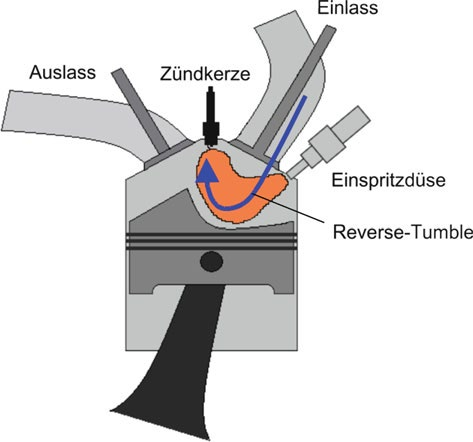 Einlass
Auslass
Zündkerze
Einspritzdüse
Reverse-Tumble